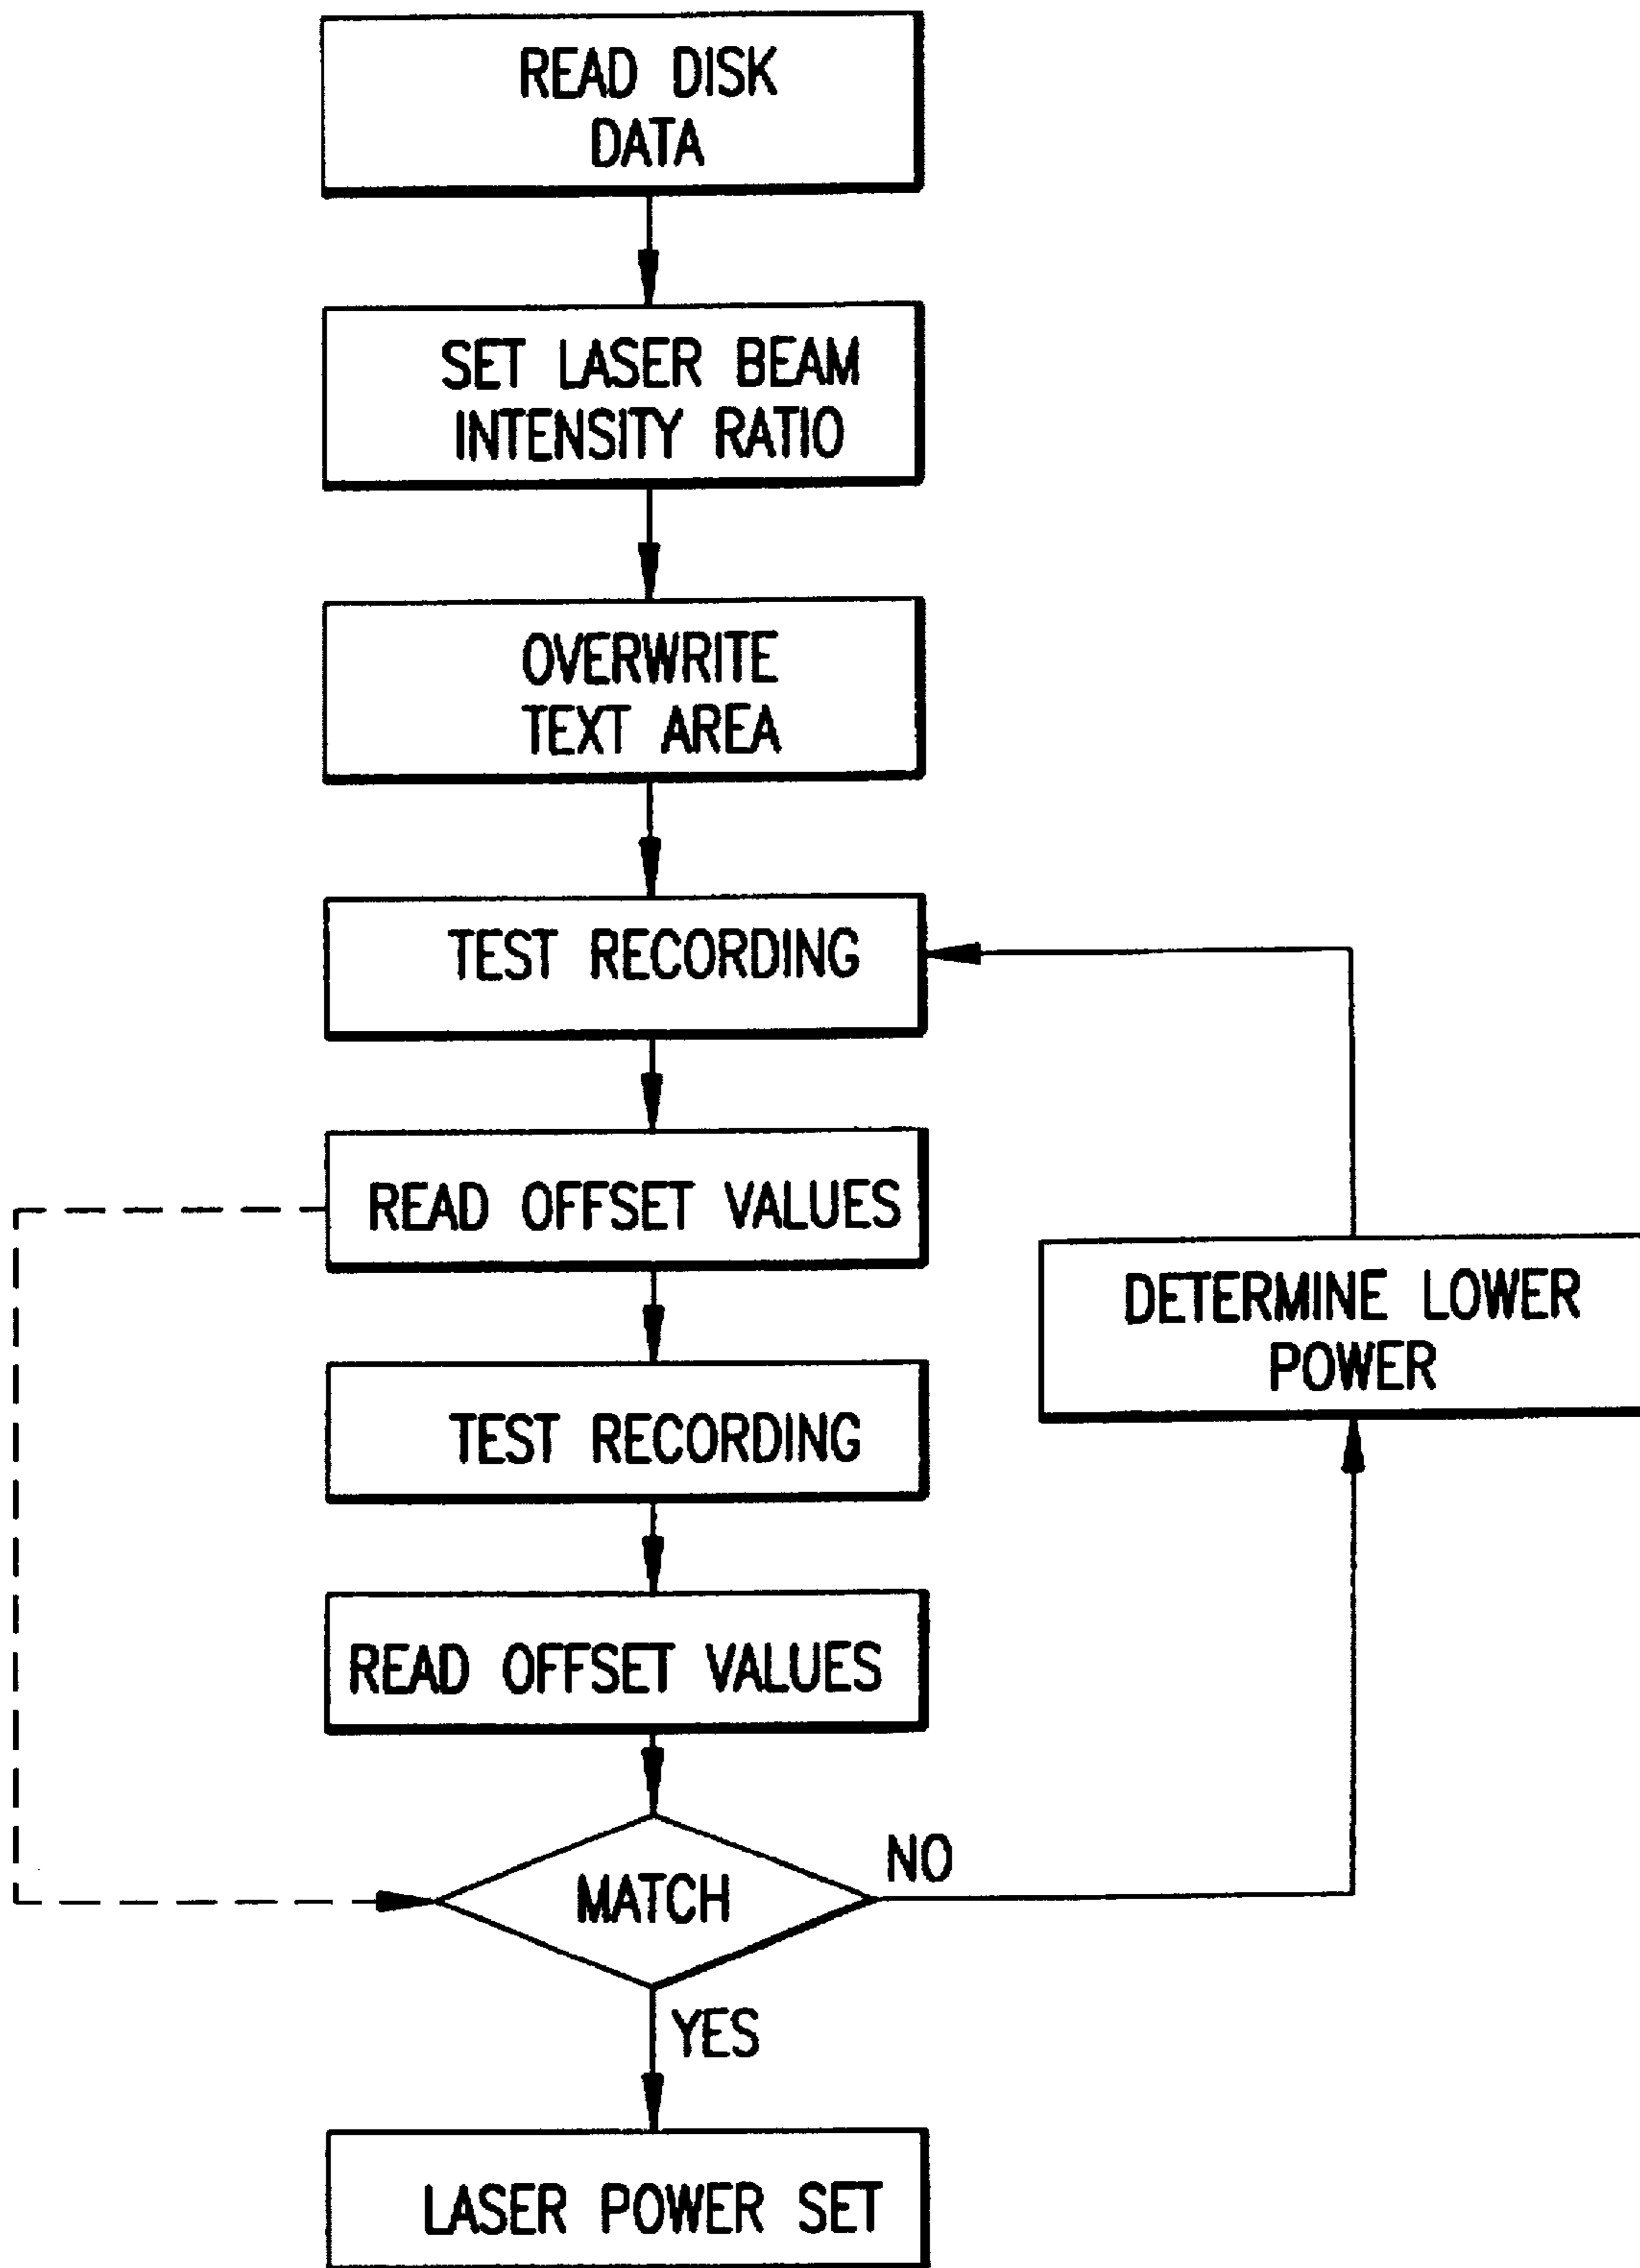 READ DISK
DATA
SET LASER BEAM
INTENSITY RATIO
OVERWRITE
TEXT AREA
TEST RECORDING
READ OFFSET VALUES
DETERMINE LOWER
POWER
TEST RECORDING
READ OFFSET VALUES
MATCH
NO
YES
LASER POWER SET